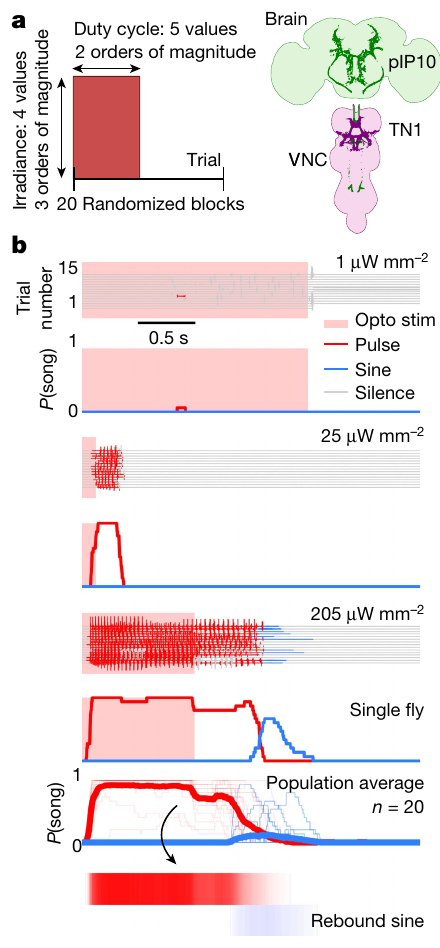 a
Duty cycle: 5 values
2 orders of magnitude
Irradiance: 4 values
3 orders of magnitude
Trial
20 Randomized blocks
Brain
pIP10
TN1
VNC
b
15
1
Trial
number
1 μW mm–2
0.5 s
Opto stim
Pulse
Sine
Silence
1
P(song)
0
25 μW mm–2
205 μW mm–2
Single fly
1
P(song)
0
Population average
n = 20
Rebound sine